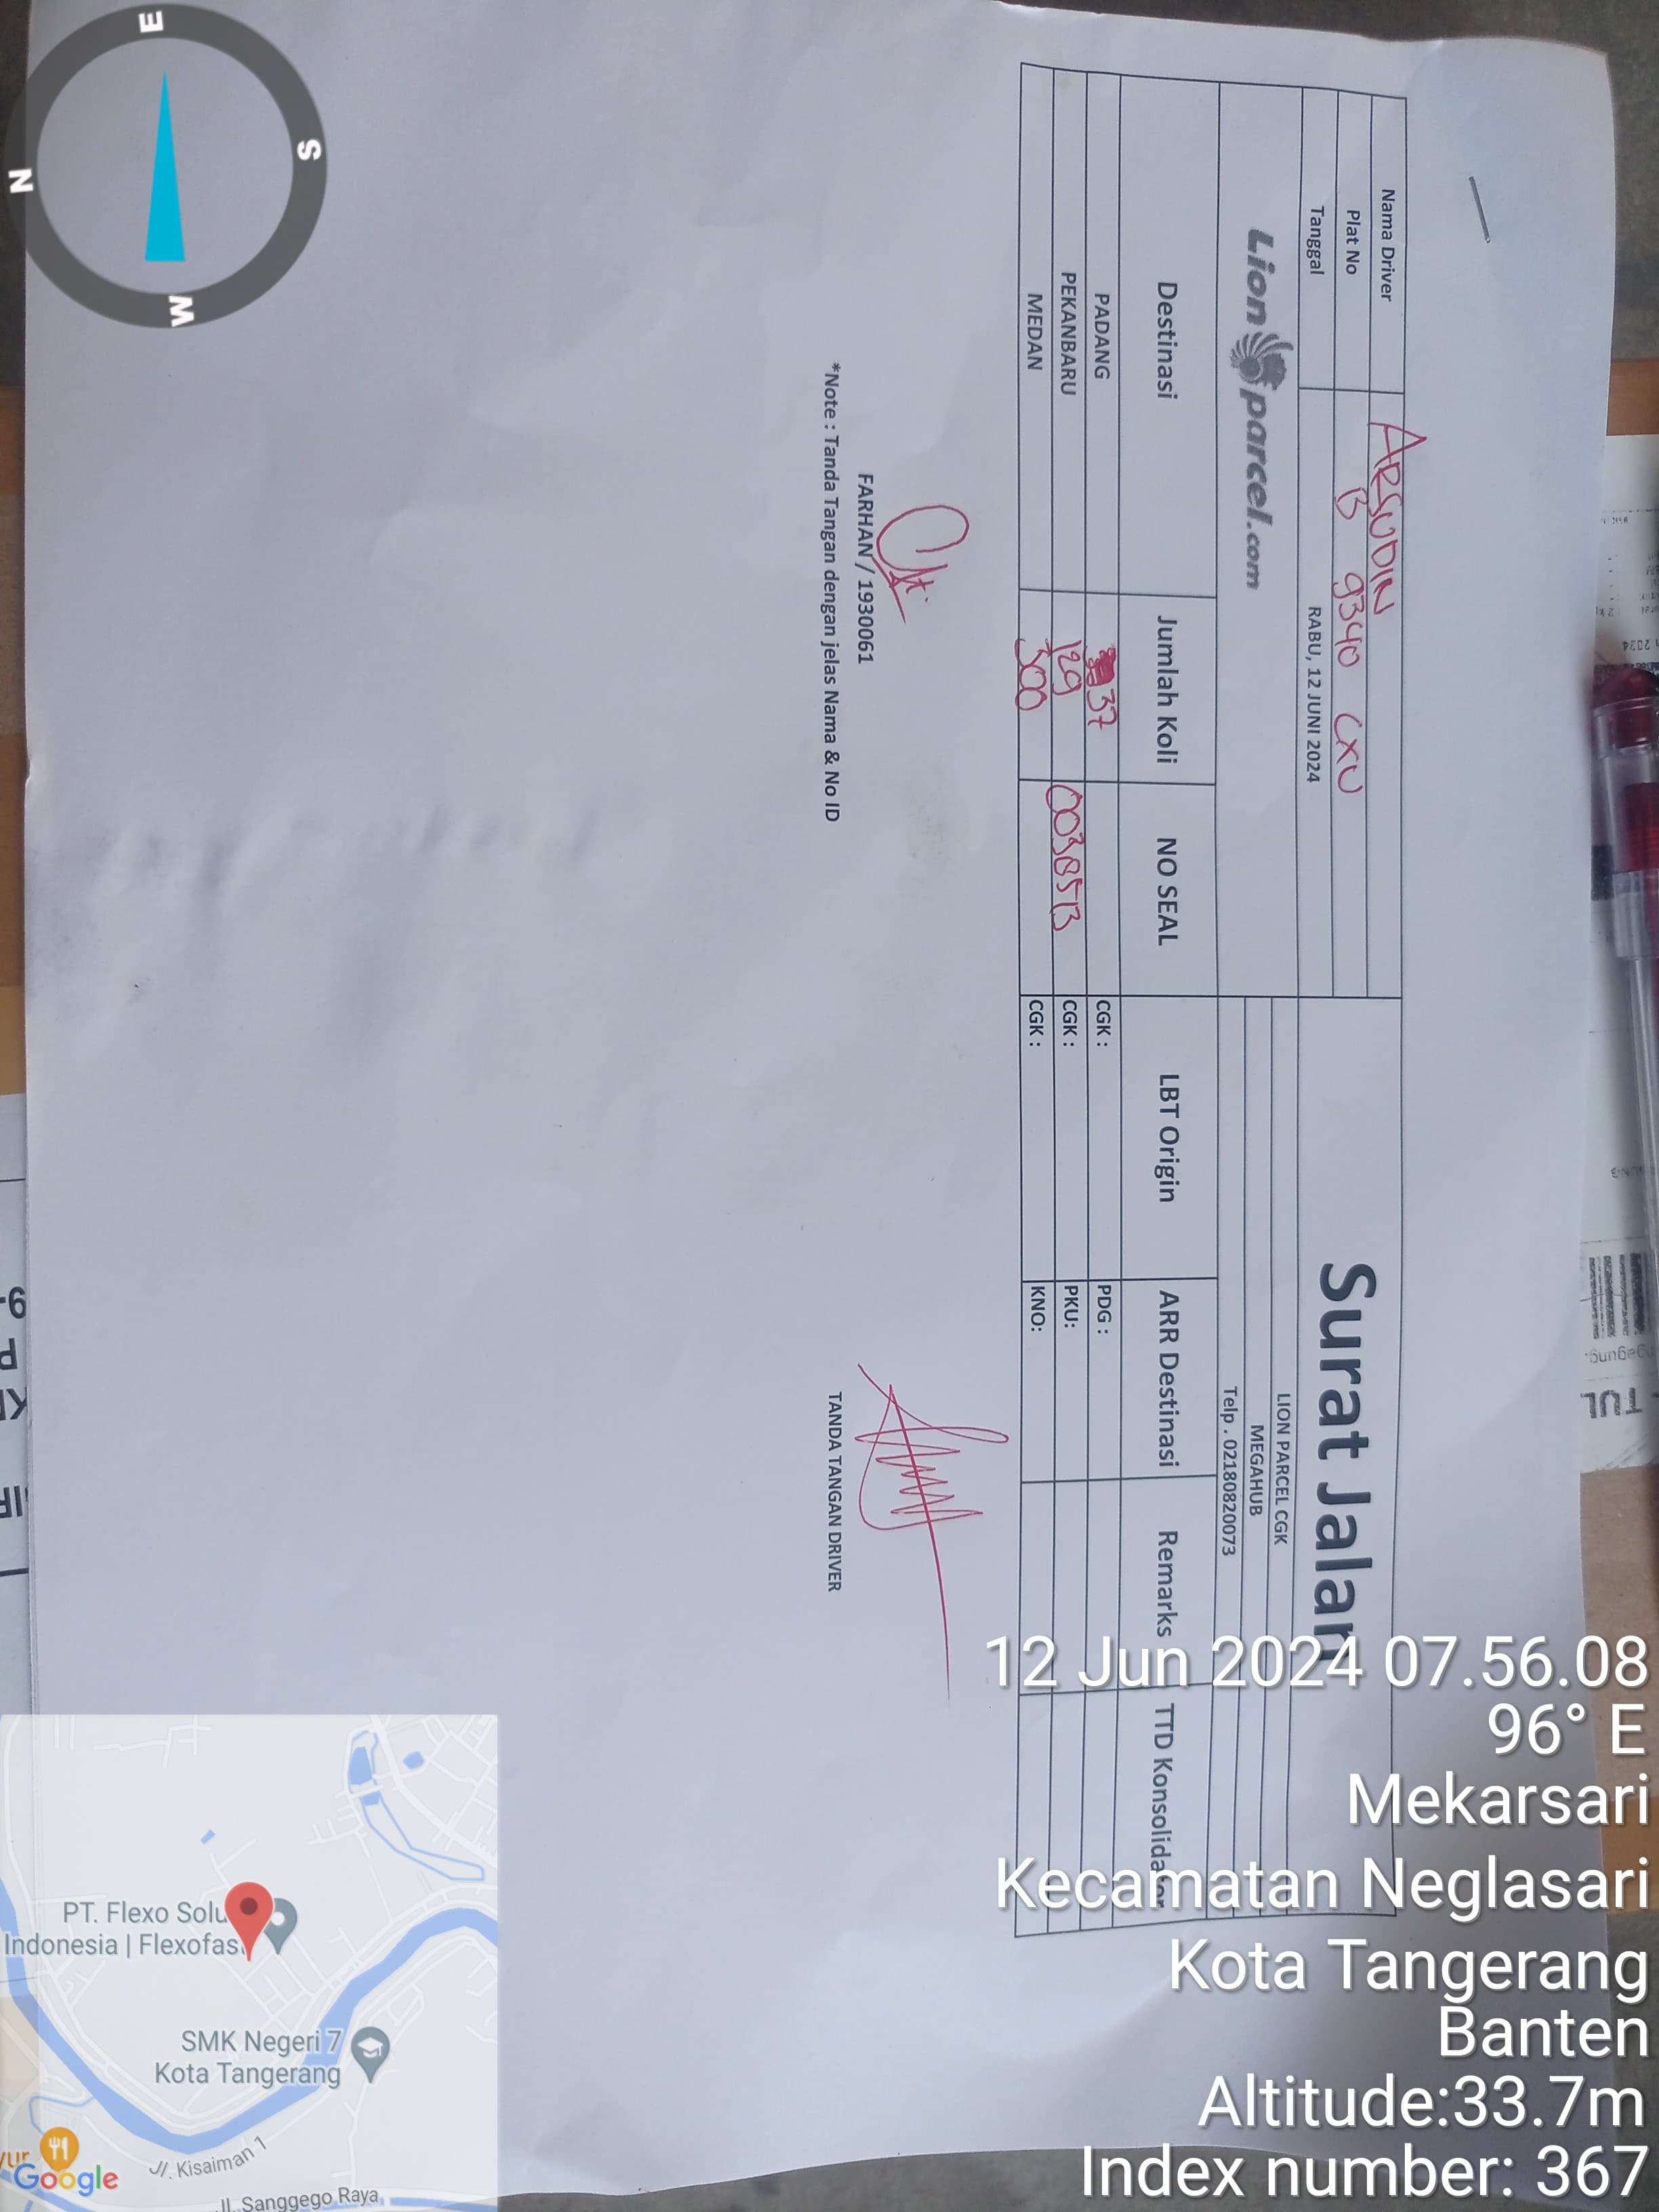 Nama Driver ARSUDIN
Plat No B 9340 CXU
Tanggal RABU, 12 JUNI 2024
Surat Jalan
Lion parcel.com
LION PARCEL CGK
MEGAHUB
Telp . 02180820073
Destinasi Jumlah Koli NO SEAL LBT Origin ARR Destinasi Remarks TTD Konsolidator
PADANG 37 CGK : PDG :
PEKANBARU 129 0038513 CGK : PKU:
MEDAN 300 CGK : KNO:
FARHAN / 1930061
TANDA TANGAN DRIVER
*Note : Tanda Tangan dengan jelas Nama & No ID
12 Jun 2024 07.56.08
96° E
Mekarsari
Kecamatan Neglasari
Kota Tangerang
Banten
Altitude:33.7m
Index number: 367
E
S
N
W
PT. Flexo Solu
Indonesia | Flexofas
SMK Negeri 7
Kota Tangerang
Jl. Kisaiman 1
Jl. Sanggego Raya
Google